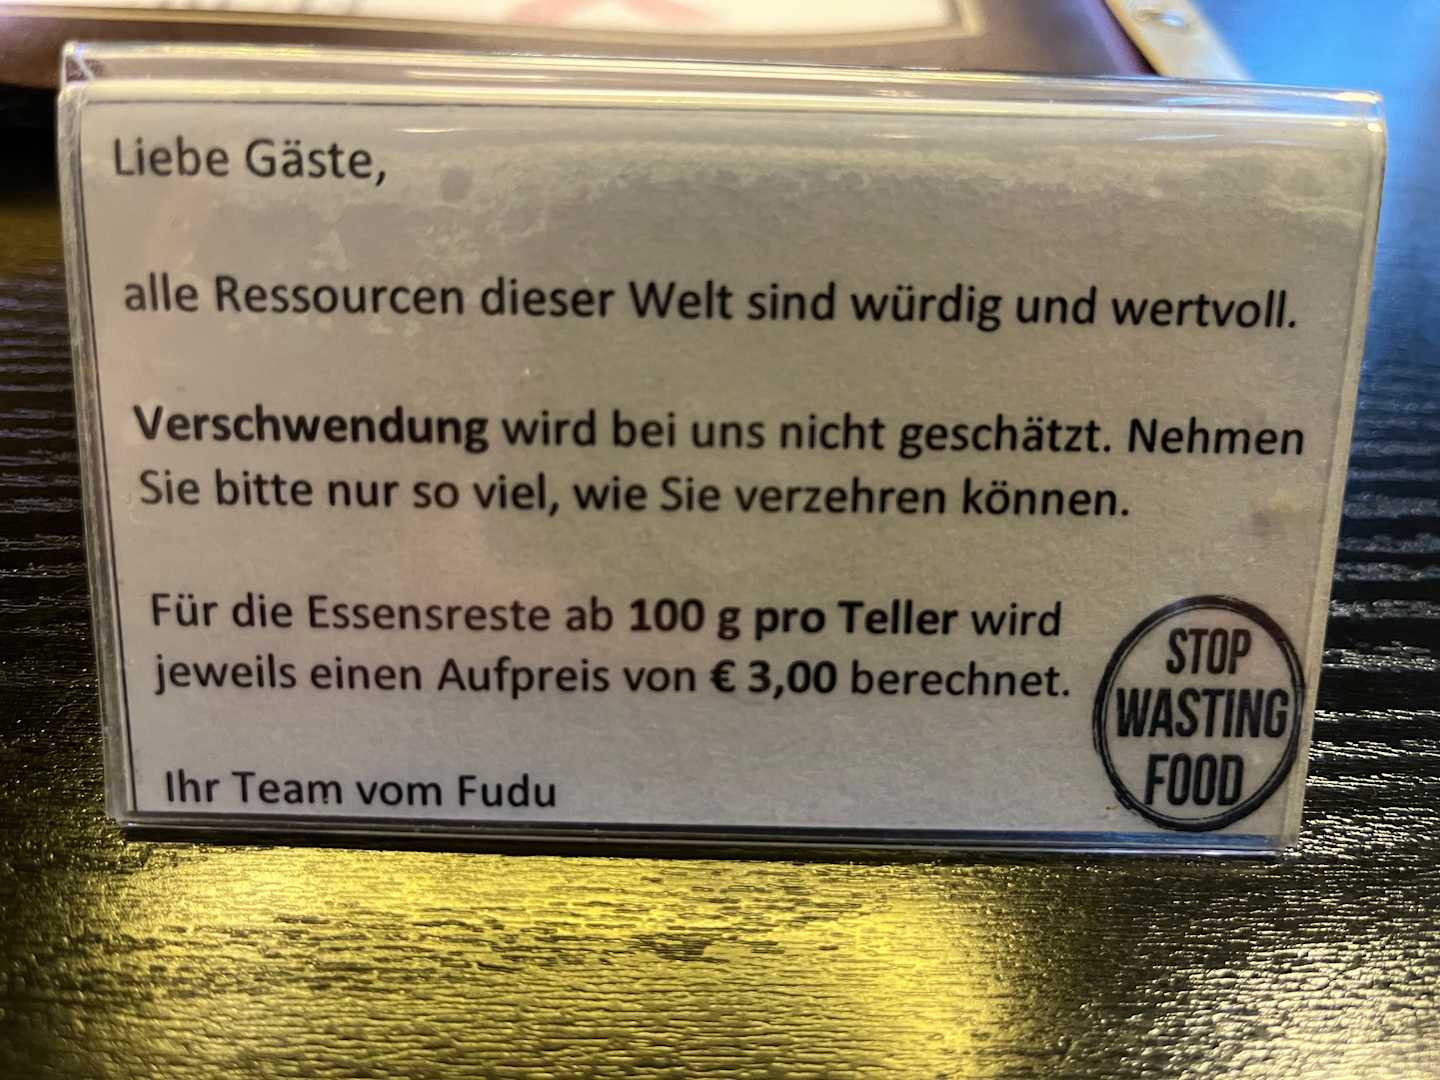 Liebe Gäste,
alle Ressourcen dieser Welt sind würdig und wertvoll.
Verschwendung wird bei uns nicht geschätzt. Nehmen
Sie bitte nur so viel, wie Sie verzehren können.
Für die Essensreste ab 100 g pro Teller wird
jeweils einen Aufpreis von € 3,00 berechnet.
Ihr Team vom Fudu
STOP
WASTING
FOOD